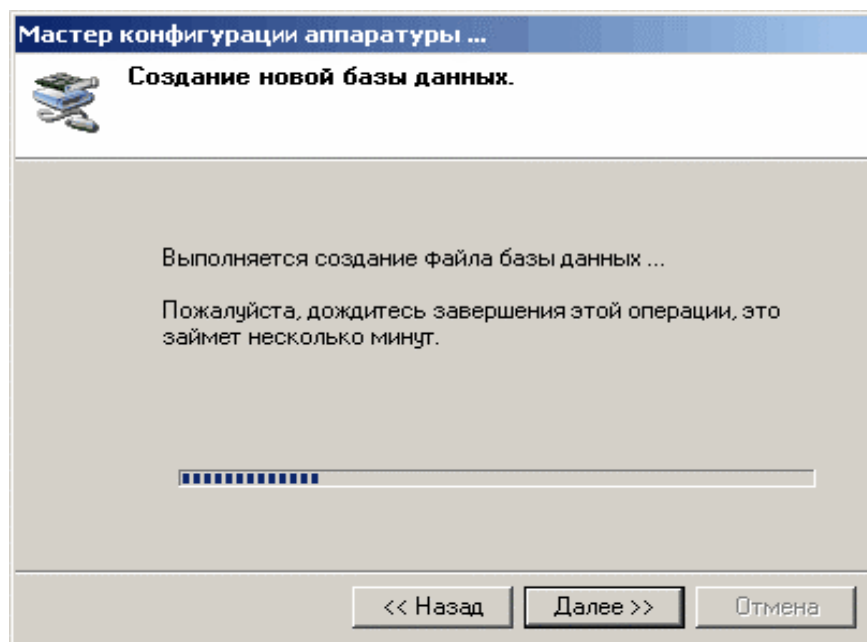 Мастер конфигурации аппаратуры ...
Создание новой базы данных.
Выполняется создание файла базы данных ...
Пожалуйста, дождитесь завершения этой операции, это
займет несколько минут.
<< Назад
Далее >>
Отмена